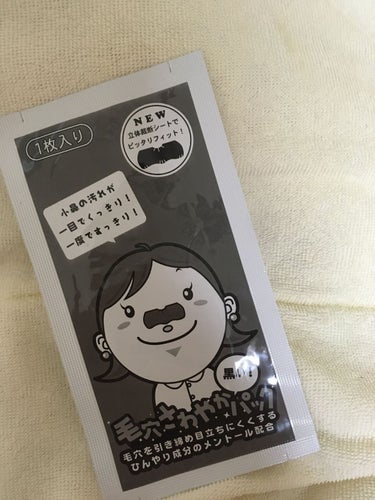 1枚入り
NEW
立体裁断シートで
ピッタリフィット!
小鼻の汚れが
一目でくっきり!
一度ですっきり!
黒!
毛穴さわやかパック
毛穴を引き締め目立ちにくくする
ひんやり成分のメントール配合